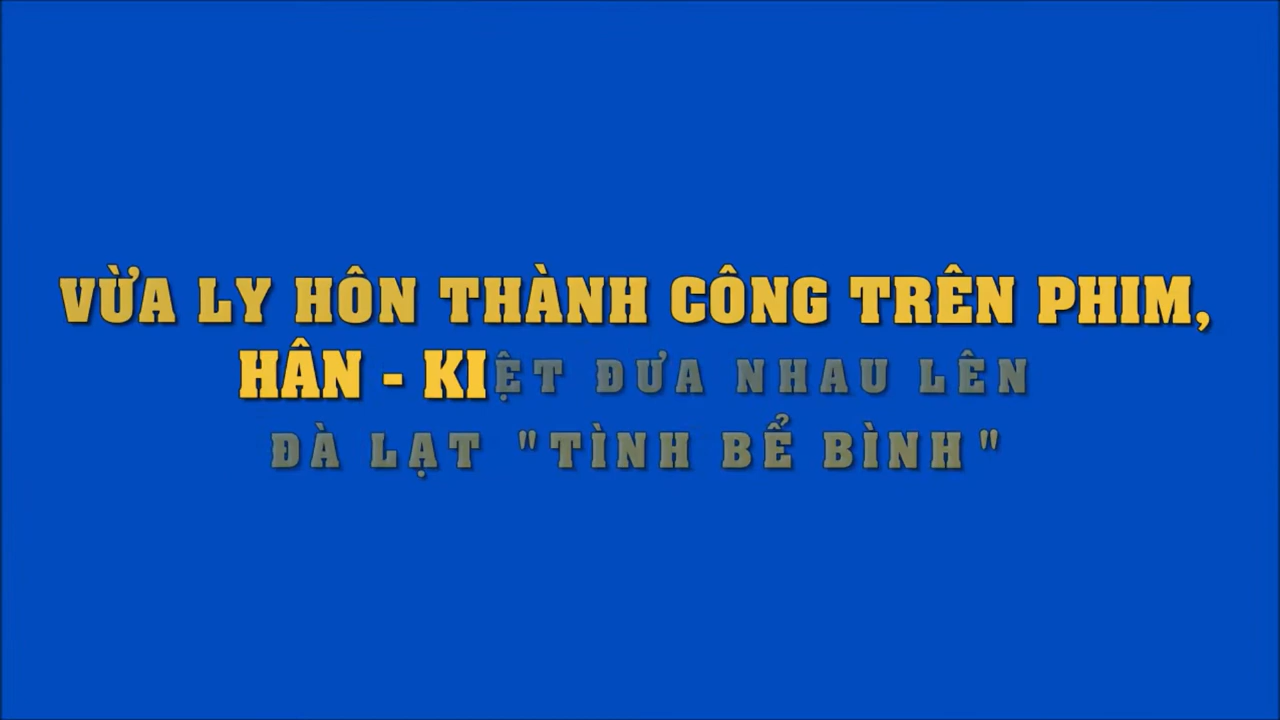 VỪA LY HÔN THÀNH CÔNG TRÊN PHIM,
HÂN - KIỆT ĐƯA NHAU LÊN
ĐÀ LẠT "TÌNH BỂ BÌNH"